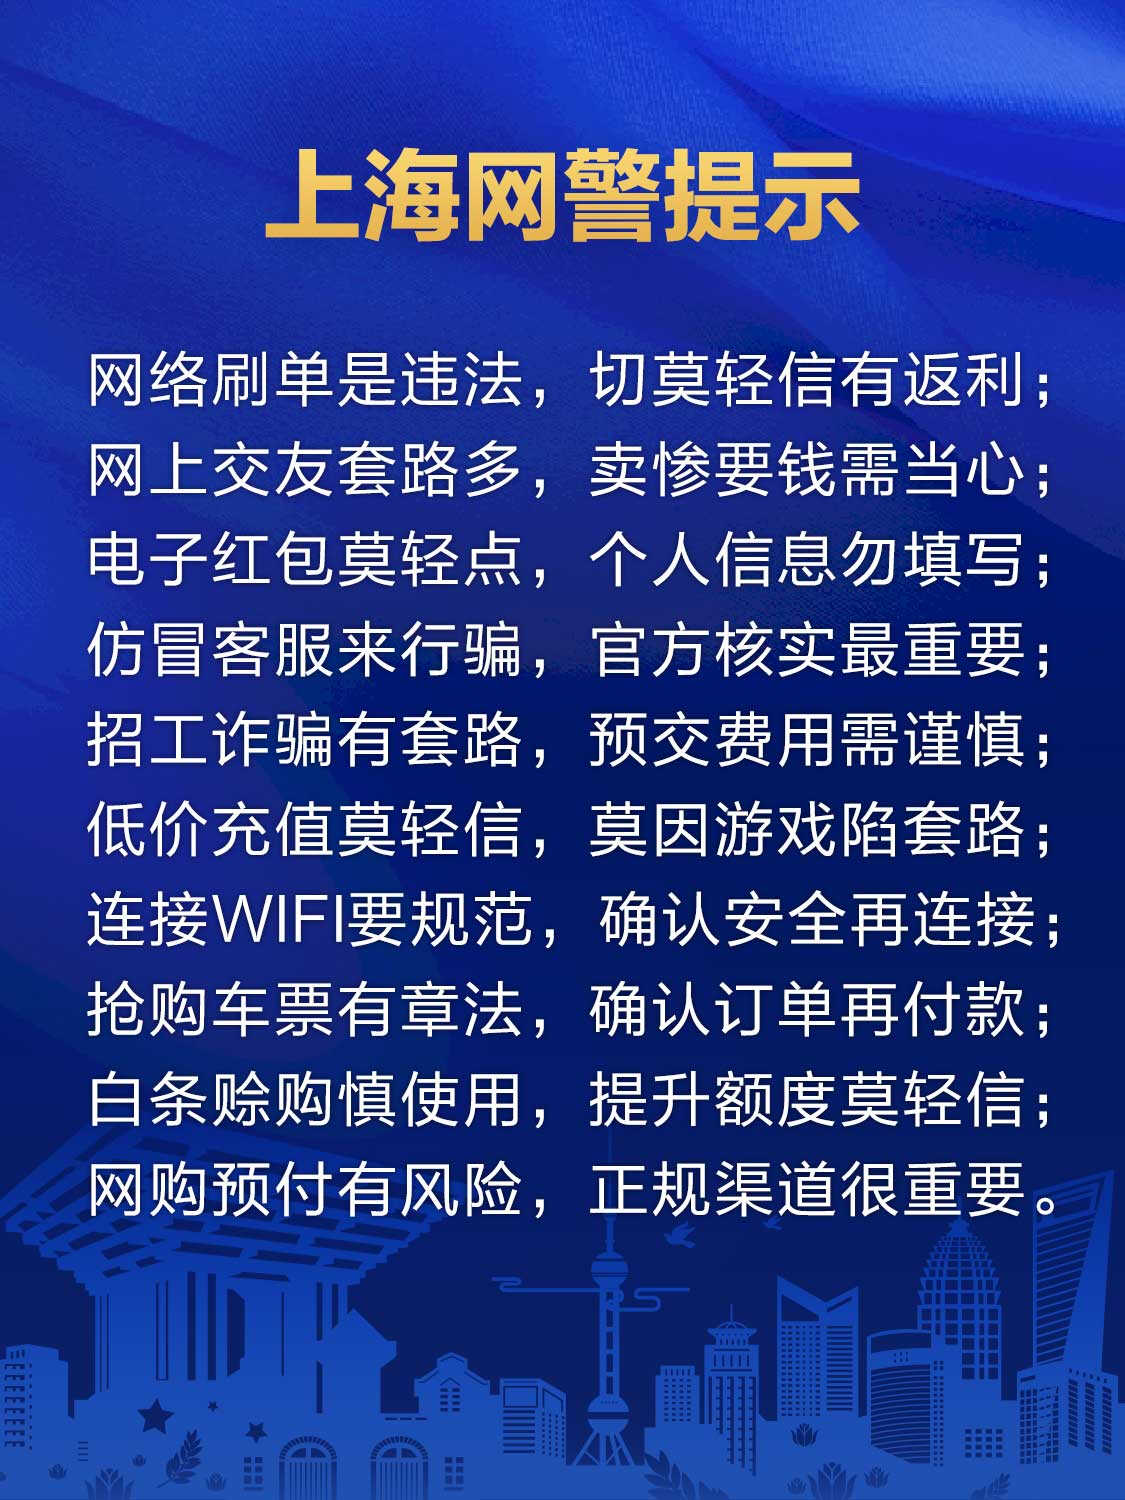 上海网警提示
网络刷单是违法，切莫轻信有返利；
网上交友套路多，卖惨要钱需当心；
电子红包莫轻点，个人信息勿填写；
仿冒客服来行骗，官方核实最重要；
招工诈骗有套路，预交费用需谨慎；
低价充值莫轻信，莫因游戏陷套路；
连接WIFI要规范，确认安全再连接；
抢购车票有章法，确认订单再付款；
白条赊购慎使用，提升额度莫轻信；
网购预付有风险，正规渠道很重要。